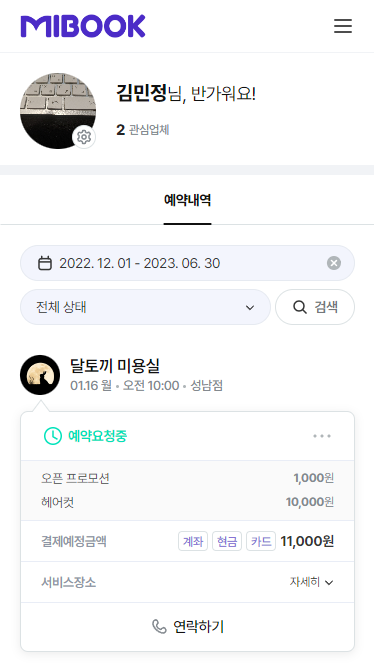 MIBOOK
김민정님, 반가워요!
2 관심업체
예약내역
2022. 12. 01 - 2023. 06. 30
전체 상태
검색
달토끼 미용실
01.16 월 • 오전 10:00 • 성남점
예약요청중
오픈 프로모션 1,000원
헤어컷 10,000원
결제예정금액 계좌 현금 카드 11,000원
서비스장소 자세히
연락하기